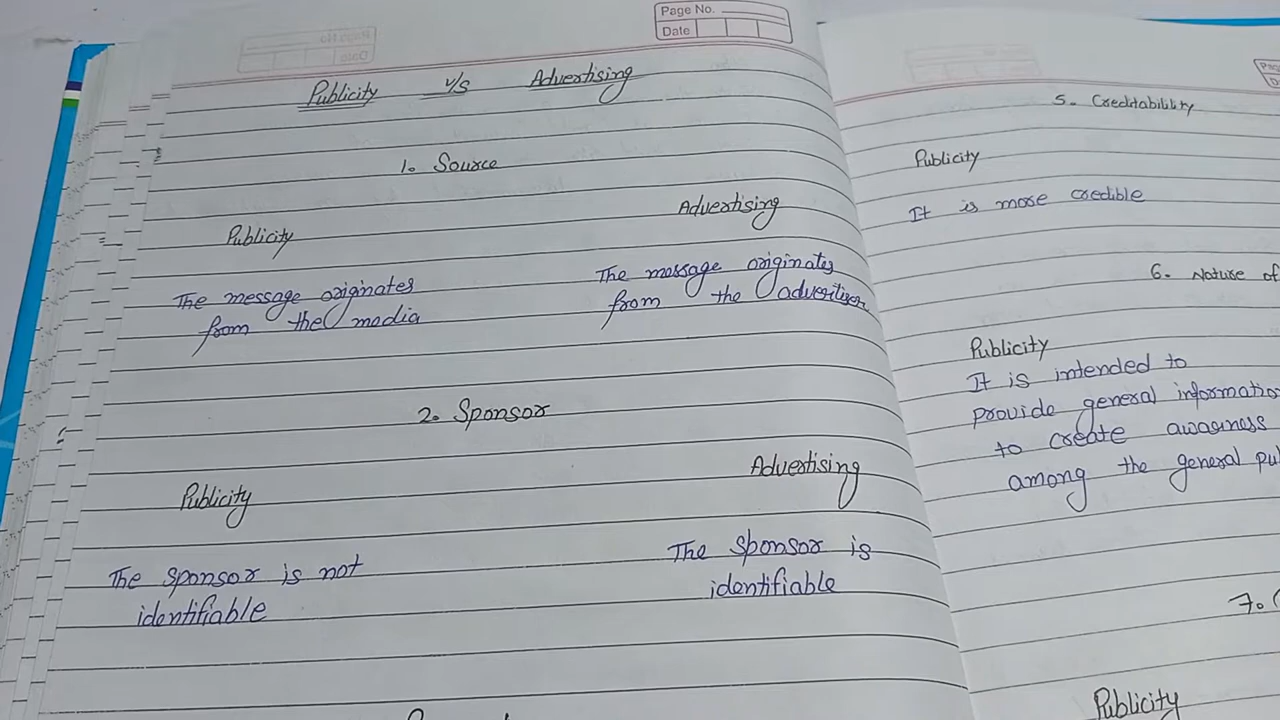 Page No.
Date
Publicity v/s Advertising
1. Source
Publicity
Advertising
The message originates
from the media
The message originates
from the advertiser
2. Sponsor
Publicity
Advertising
The sponsor is not
identifiable
The sponsor is
identifiable
5. Creditability
Publicity
It is more credible
6. Nature of
Publicity
It is intended to
provide general informatio
to create awarness
among the general pu
7.
Publicity